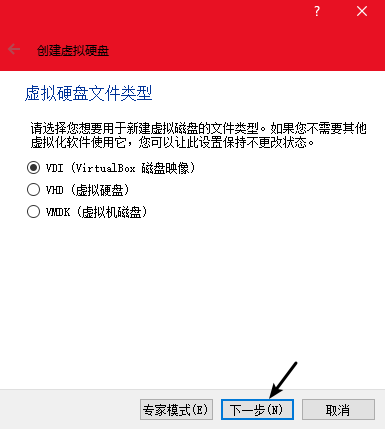 ?
创建虚拟硬盘
虚拟硬盘文件类型
请选择您想要用于新建虚拟磁盘的文件类型。如果您不需要其他
虚拟化软件使用它，您可以让此设置保持不更改状态。
VDI (VirtualBox 磁盘映像)
VHD (虚拟硬盘)
VMDK (虚拟机磁盘)
专家模式(E) 下一步(N) 取消